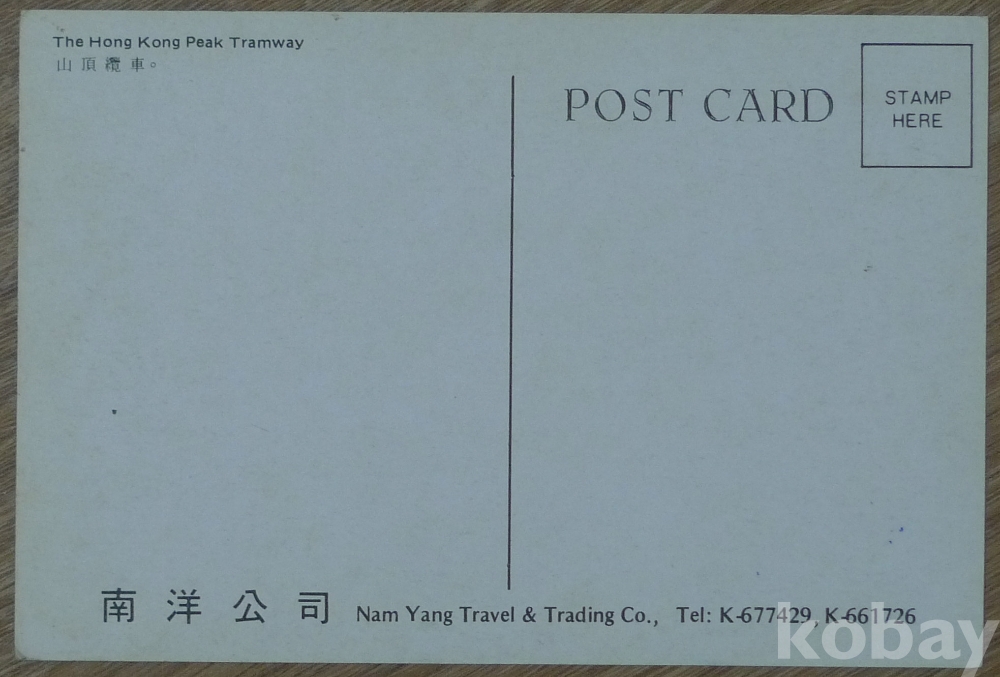 The Hong Kong Peak Tramway
山頂纜車。
POST CARD
STAMP
HERE
南洋公司 Nam Yang Travel & Trading Co., Tel: K-677429, K-661726
kobay